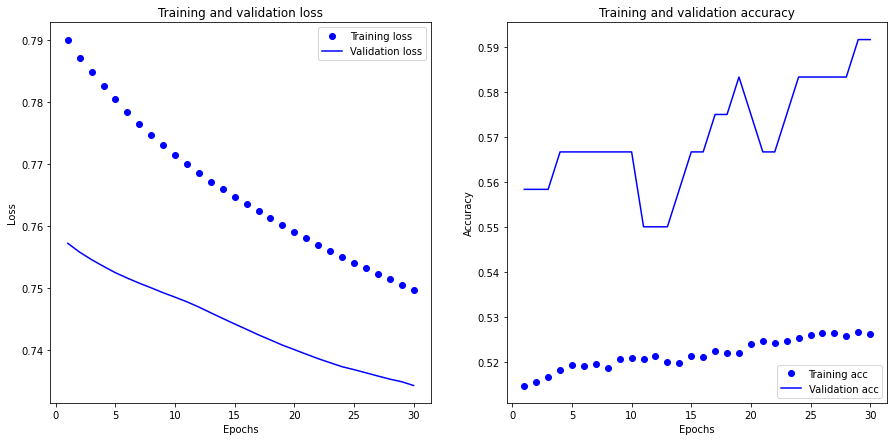 Training and validation loss
Training loss
Validation loss
0.79
0.78
0.77
0.76
0.75
0.74
Loss
0 5 10 15 20 25 30
Epochs
Training and validation accuracy
0.59
0.58
0.57
0.56
0.55
0.54
0.53
0.52
Accuracy
Training acc
Validation acc
0 5 10 15 20 25 30
Epochs